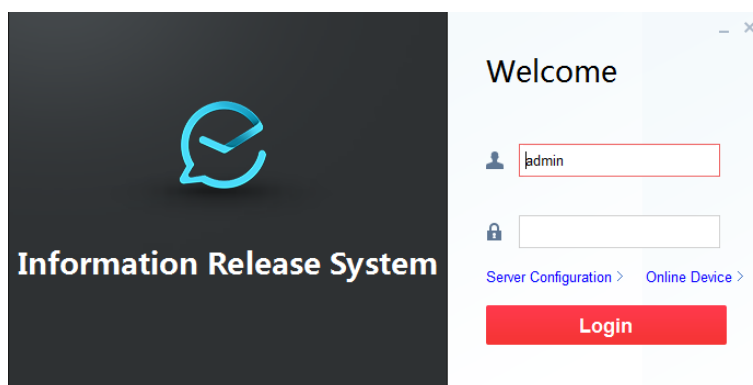 Information Release System
Welcome
admin
Server Configuration >
Online Device >
Login